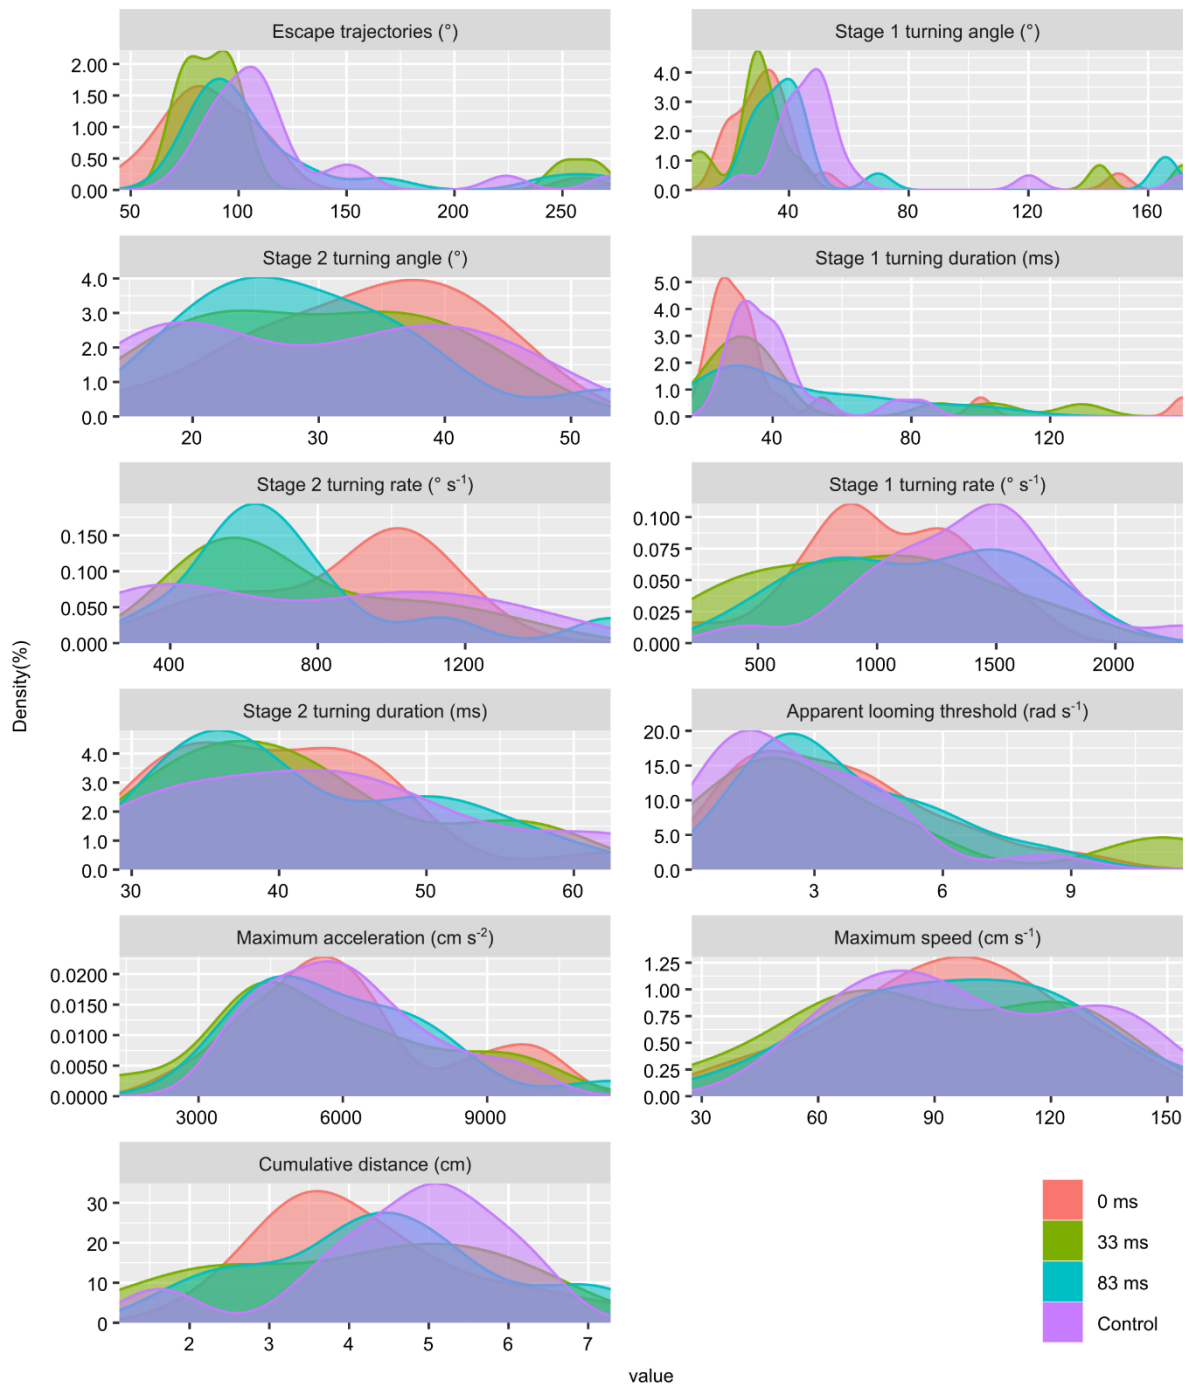 Escape trajectories (°)
2.00
1.50
1.00
0.50
0.00
50 100 150 200 250
Stage 1 turning angle (°)
4.0
3.0
2.0
1.0
0.0
40 80 120 160
Stage 2 turning angle (°)
4.0
3.0
2.0
1.0
0.0
20 30 40 50
Stage 1 turning duration (ms)
5.0
4.0
3.0
2.0
1.0
0.0
40 80 120
Stage 2 turning rate (° s⁻¹)
0.150
0.100
0.050
0.000
400 800 1200
Stage 1 turning rate (° s⁻¹)
0.100
0.075
0.050
0.025
0.000
500 1000 1500 2000
Density(%)
Stage 2 turning duration (ms)
4.0
3.0
2.0
1.0
0.0
30 40 50 60
Apparent looming threshold (rad s⁻¹)
20.0
15.0
10.0
5.0
0.0
3 6 9
Maximum acceleration (cm s⁻²)
0.0200
0.0150
0.0100
0.0050
0.0000
3000 6000 9000
Maximum speed (cm s⁻¹)
1.25
1.00
0.75
0.50
0.25
0.00
30 60 90 120 150
Cumulative distance (cm)
30
20
10
0
2 3 4 5 6 7
0 ms
33 ms
83 ms
Control
value